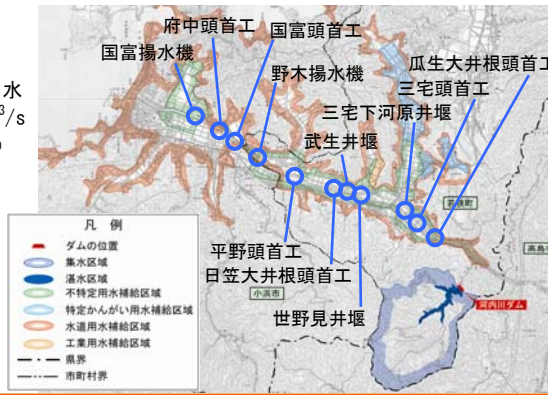 府中頭首工
国富頭首工
国富揚水機
野木揚水機
瓜生大井根頭首工
三宅頭首工
三宅下河原井堰
武生井堰
水
³/s
平野頭首工
日笠大井根頭首工
世野見井堰
若狭町
高島
小浜市
河内川ダム
凡 例
ダムの位置
集水区域
湛水区域
不特定用水補給区域
特定かんがい用水補給区域
水道用水補給区域
工業用水補給区域
県界
市町村界